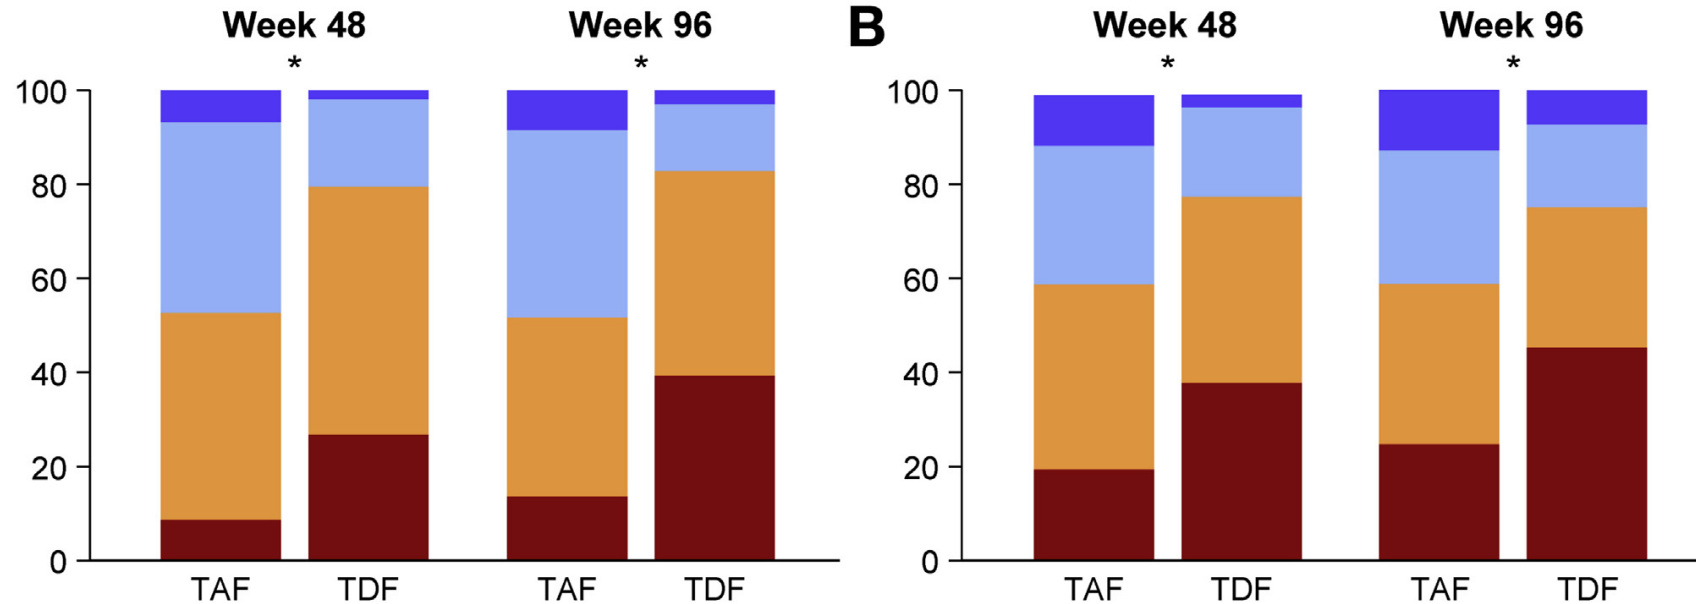 Week 48 Week 96
* *
100
80
60
40
20
0
TAF TDF TAF TDF
B
Week 48 Week 96
* *
100
80
60
40
20
0
TAF TDF TAF TDF